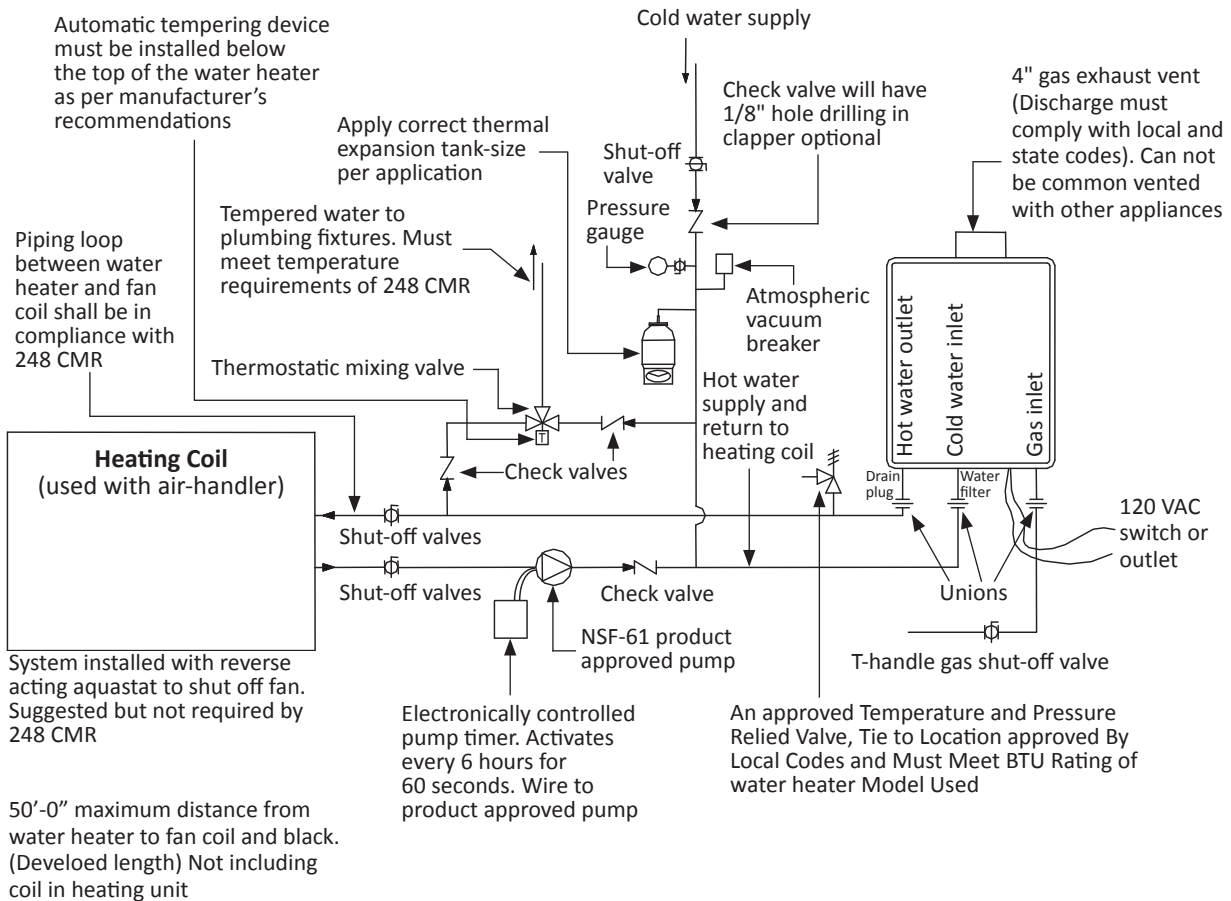 Automatic tempering device
must be installed below
the top of the water heater
as per manufacturer's
recommendations
Cold water supply
Check valve will have
1/8" hole drilling in
clapper optional
4" gas exhaust vent
(Discharge must
comply with local and
state codes). Can not
be common vented
with other appliances
Apply correct thermal
expansion tank-size
per application
Shut-off
valve
Pressure
gauge
Tempered water to
plumbing fixtures. Must
meet temperature
requirements of 248 CMR
Piping loop
between water
heater and fan
coil shall be in
compliance with
248 CMR
Atmospheric
vacuum
breaker
Hot water outlet
Cold water inlet
Gas inlet
Thermostatic mixing valve
Hot water
supply and
return to
heating coil
T
Heating Coil
(used with air-handler)
Check valves
Drain
plug
Water
filter
120 VAC
switch or
outlet
Shut-off valves
Shut-off valves
Check valve
Unions
NSF-61 product
approved pump
T-handle gas shut-off valve
System installed with reverse
acting aquastat to shut off fan.
Suggested but not required by
248 CMR
Electronically controlled
pump timer. Activates
every 6 hours for
60 seconds. Wire to
product approved pump
An approved Temperature and Pressure
Relied Valve, Tie to Location approved By
Local Codes and Must Meet BTU Rating of
water heater Model Used
50'-0” maximum distance from
water heater to fan coil and black.
(Develoed length) Not including
coil in heating unit